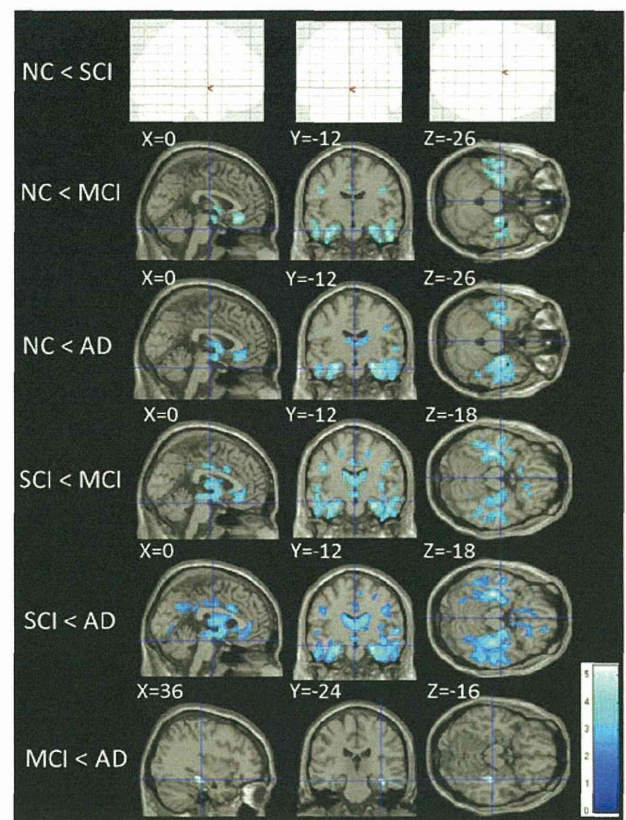 NC < SCI
X=0 Y=-12 Z=-26
NC < MCI
X=0 Y=-12 Z=-26
NC < AD
X=0 Y=-12 Z=-18
SCI < MCI
X=0 Y=-12 Z=-18
SCI < AD
X=36 Y=-24 Z=-16
MCI < AD
5
4
3
2
1
0